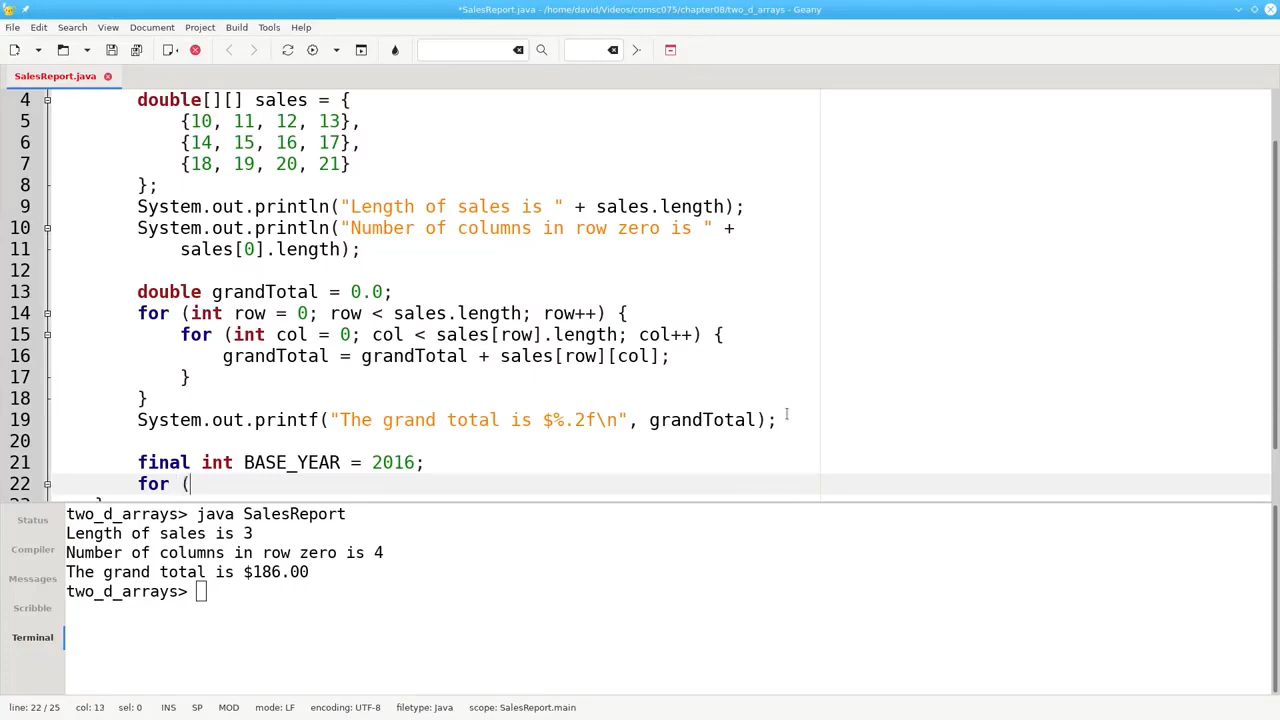 *SalesReport.java - /home/david/Videos/comsc075/chapter08/two_d_arrays - Geany
File Edit Search View Document Project Build Tools Help
SalesReport.java
4 double[][] sales = {
5 {10, 11, 12, 13},
6 {14, 15, 16, 17},
7 {18, 19, 20, 21}
8 };
9 System.out.println("Length of sales is " + sales.length);
10 System.out.println("Number of columns in row zero is " +
11 sales[0].length);
12
13 double grandTotal = 0.0;
14 for (int row = 0; row < sales.length; row++) {
15 for (int col = 0; col < sales[row].length; col++) {
16 grandTotal = grandTotal + sales[row][col];
17 }
18 }
19 System.out.printf("The grand total is $%.2f\n", grandTotal);
20
21 final int BASE_YEAR = 2016;
22 for (
Status
Compiler
Messages
Scribble
Terminal
two_d_arrays> java SalesReport
Length of sales is 3
Number of columns in row zero is 4
The grand total is $186.00
two_d_arrays>
line: 22 / 25 col: 13 sel: 0 INS SP MOD mode: LF encoding: UTF-8 filetype: Java scope: SalesReport.main